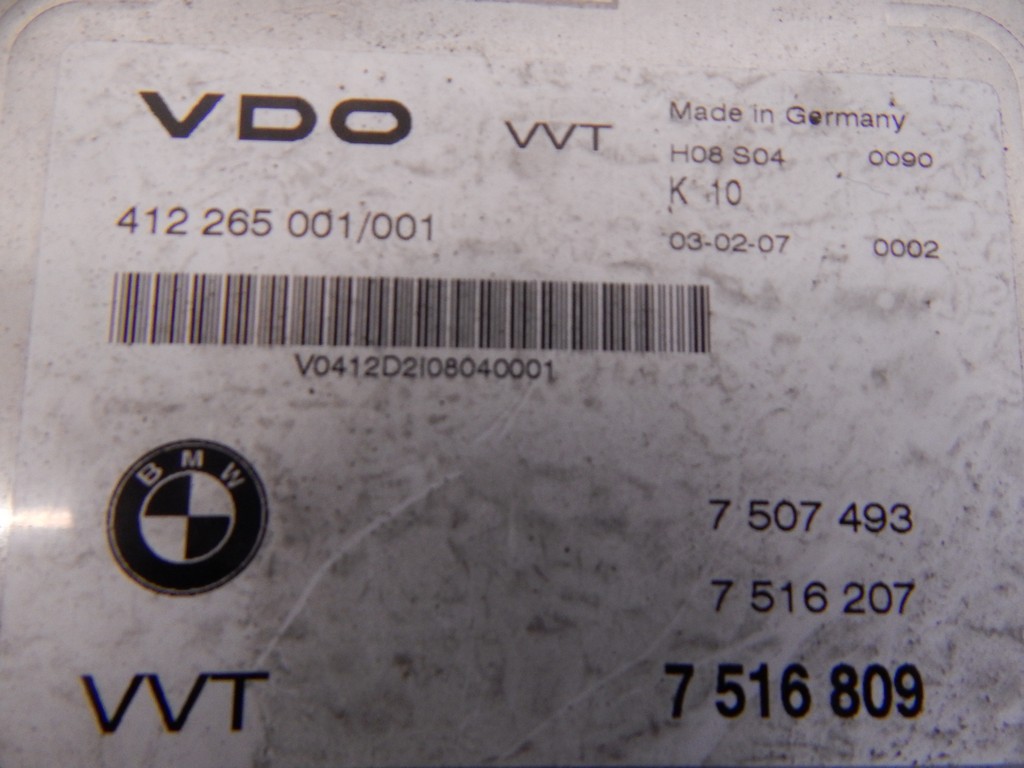 VDO VVT Made in Germany
H08 S04 0090
K 10
412 265 001/001
03-02-07 0002
V0412D2I08040001
BMW
7 507 493
7 516 207
VVT 7 516 809